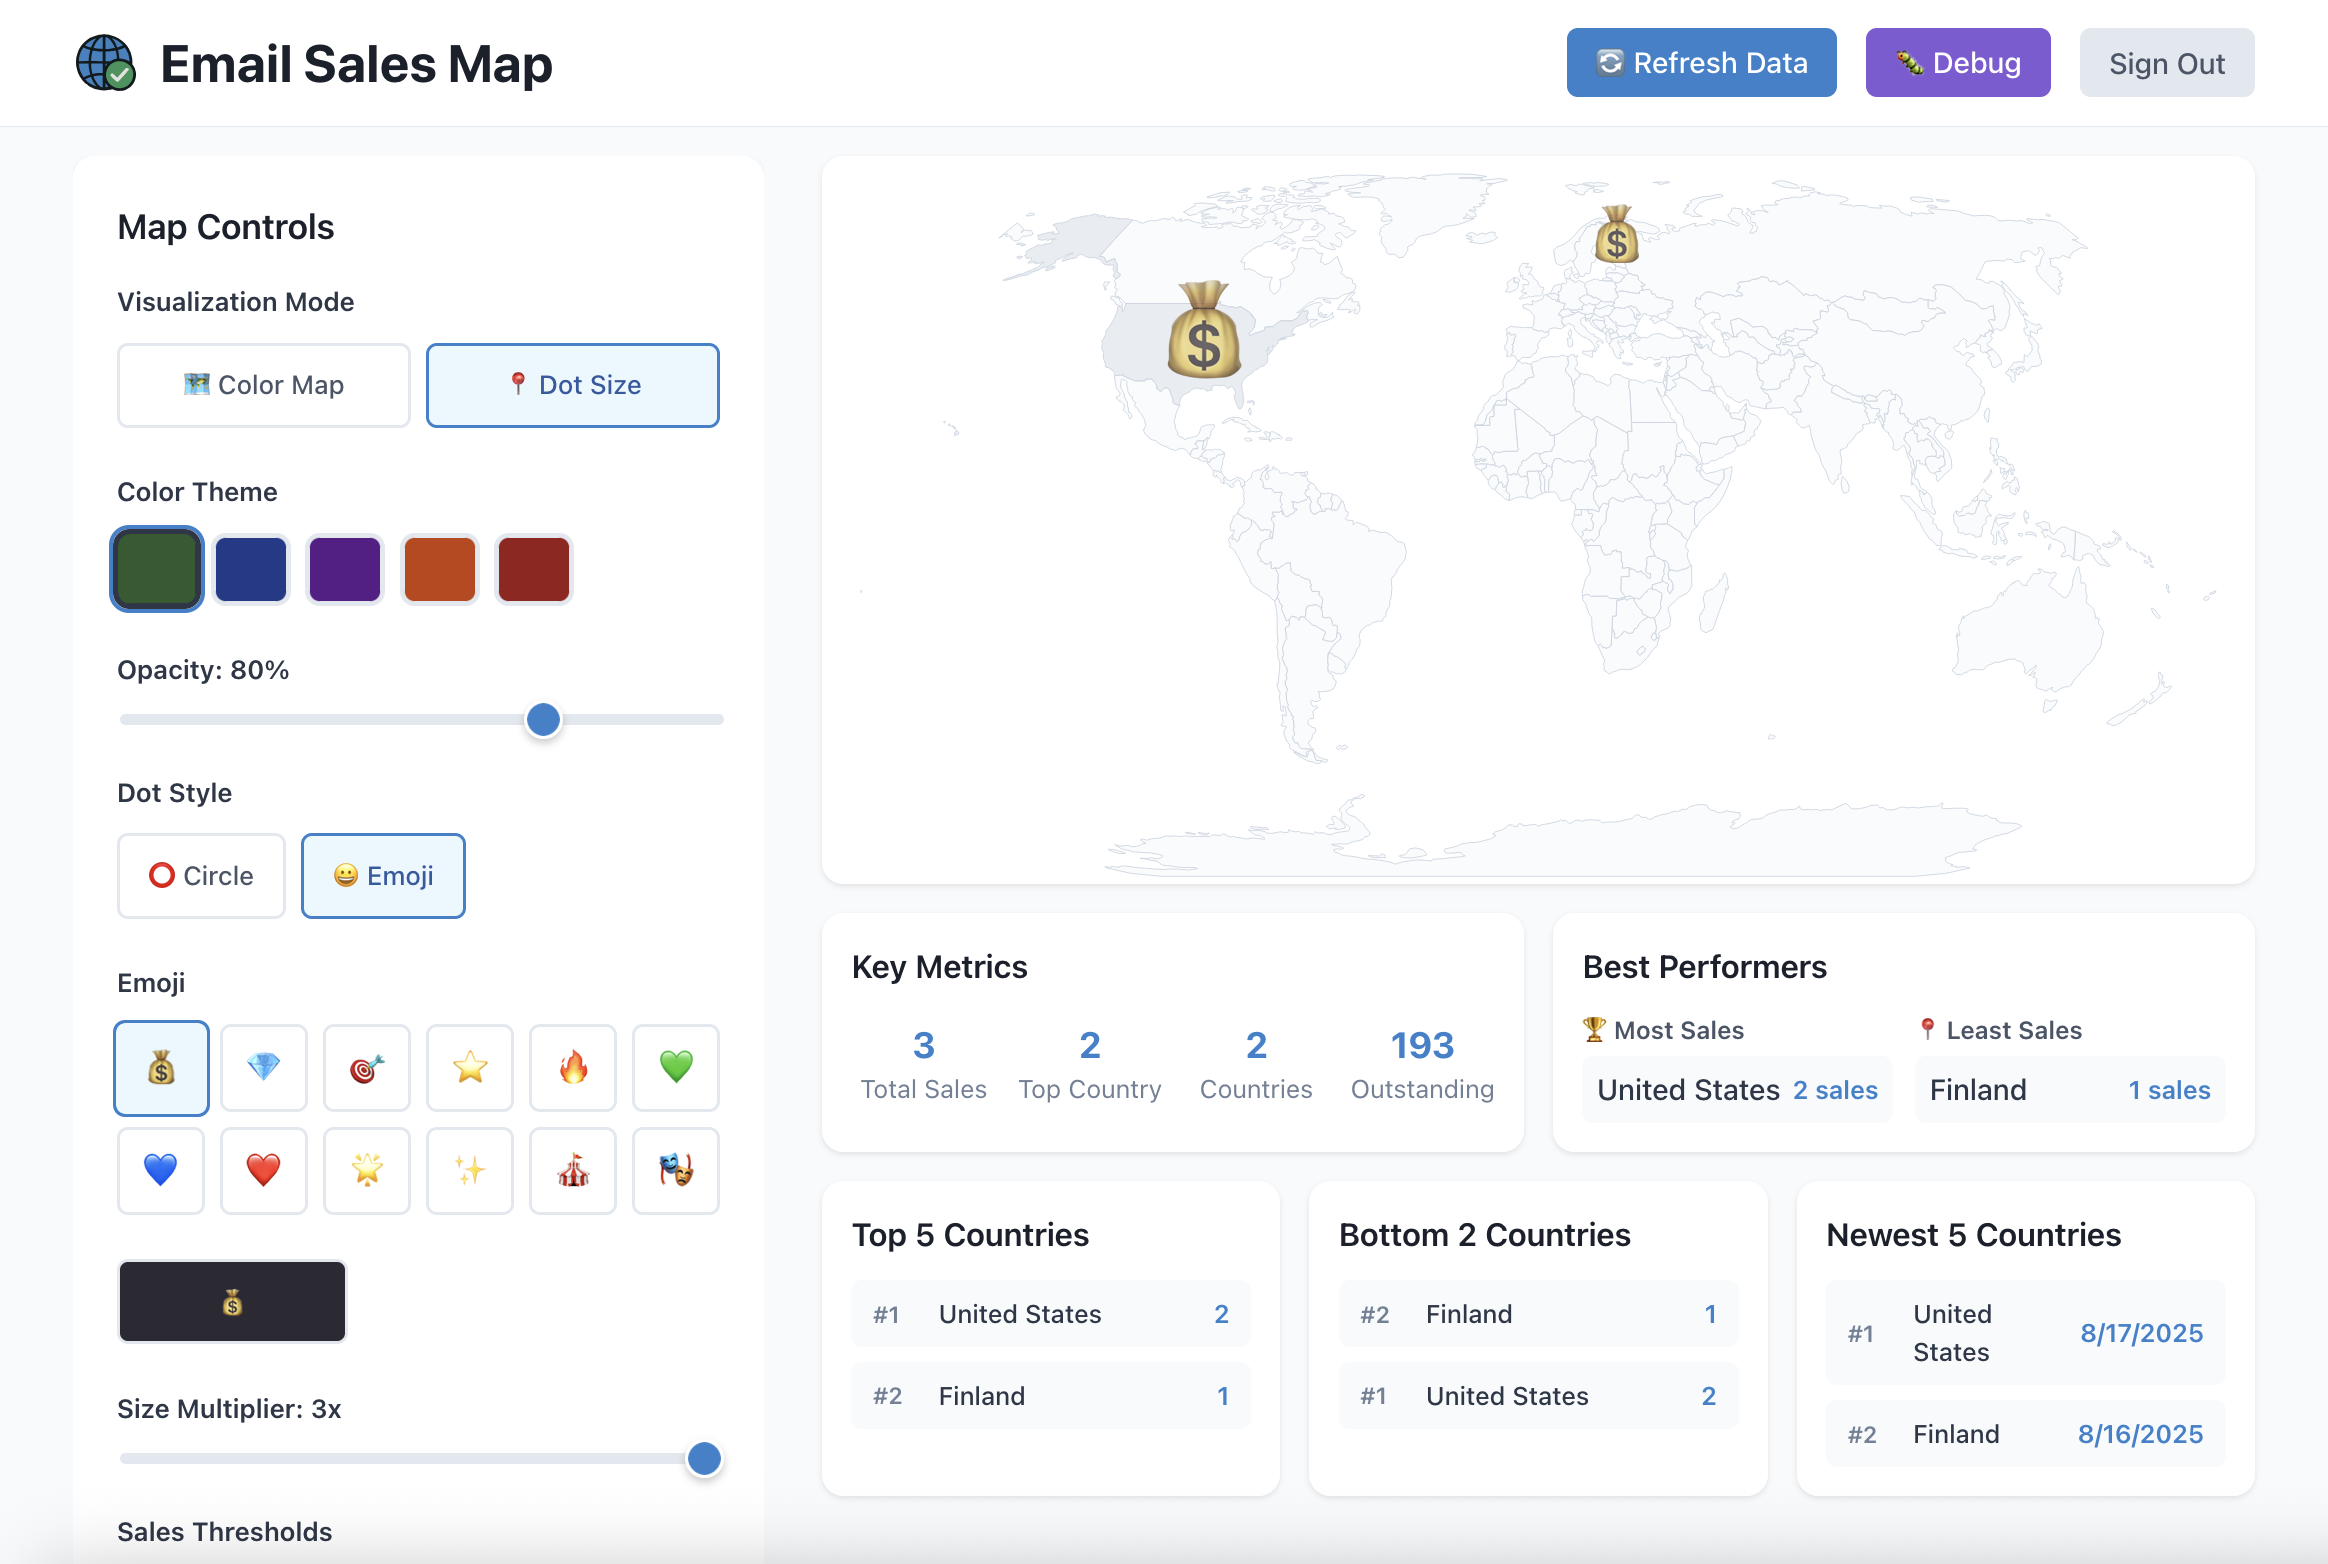 Email Sales Map
Refresh Data
Debug
Sign Out
Map Controls
Visualization Mode
Color Map
Dot Size
Color Theme
Opacity: 80%
Dot Style
Circle
Emoji
Emoji
Size Multiplier: 3x
Sales Thresholds
Key Metrics
3
Total Sales
2
Top Country
2
Countries
193
Outstanding
Best Performers
Most Sales
United States 2 sales
Least Sales
Finland 1 sales
Top 5 Countries
#1 United States 2
#2 Finland 1
Bottom 2 Countries
#2 Finland 1
#1 United States 2
Newest 5 Countries
#1 United States 8/17/2025
#2 Finland 8/16/2025